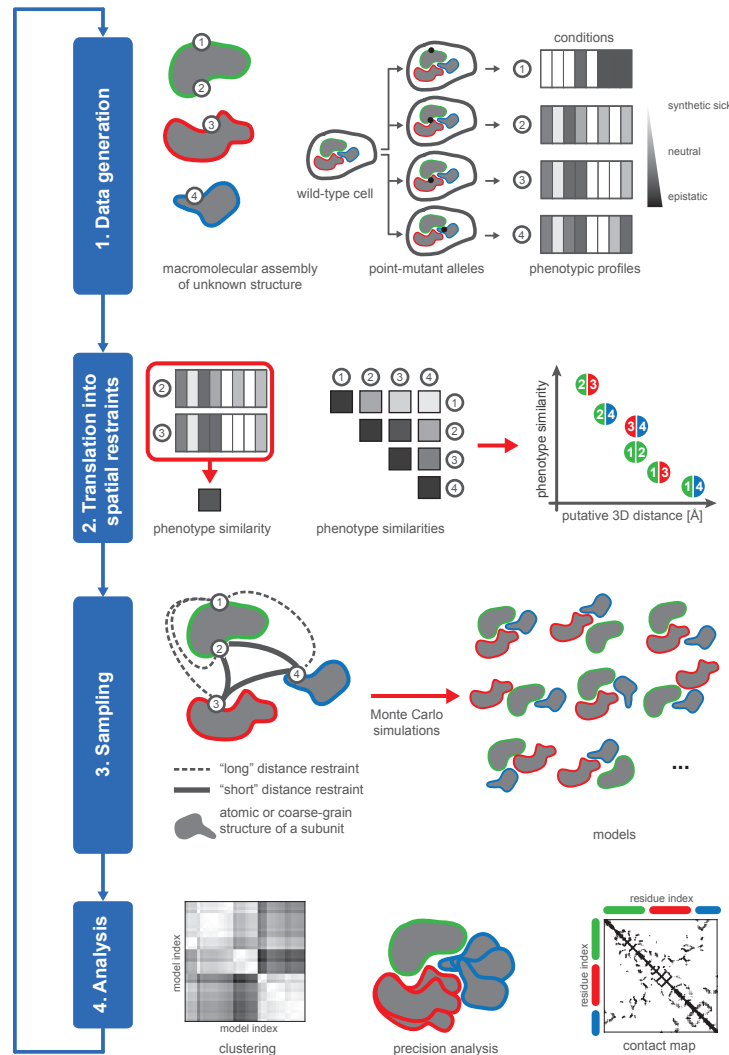 1. Data generation
1
2
3
4
macromolecular assembly
of unknown structure
wild-type cell
point-mutant alleles
conditions
1
2
3
4
synthetic sick
neutral
epistatic
phenotypic profiles
2. Translation into
spatial restraints
2
3
phenotype similarity
1 2 3 4
1
2
3
4
phenotype similarities
phenotype similarity
2 3
2 4
3 4
1 2
1 3
1 4
putative 3D distance [Å]
3. Sampling
1
2
4
3
"long" distance restraint
"short" distance restraint
atomic or coarse-grain
structure of a subunit
Monte Carlo
simulations
...
models
4. Analysis
model index
model index
clustering
precision analysis
residue index
residue index
contact map